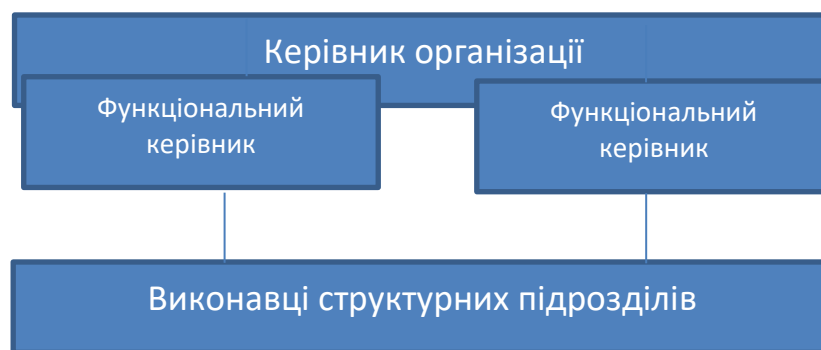 Керівник організації
Функціональний
керівник
Функціональний
керівник
Виконавці структурних підрозділів